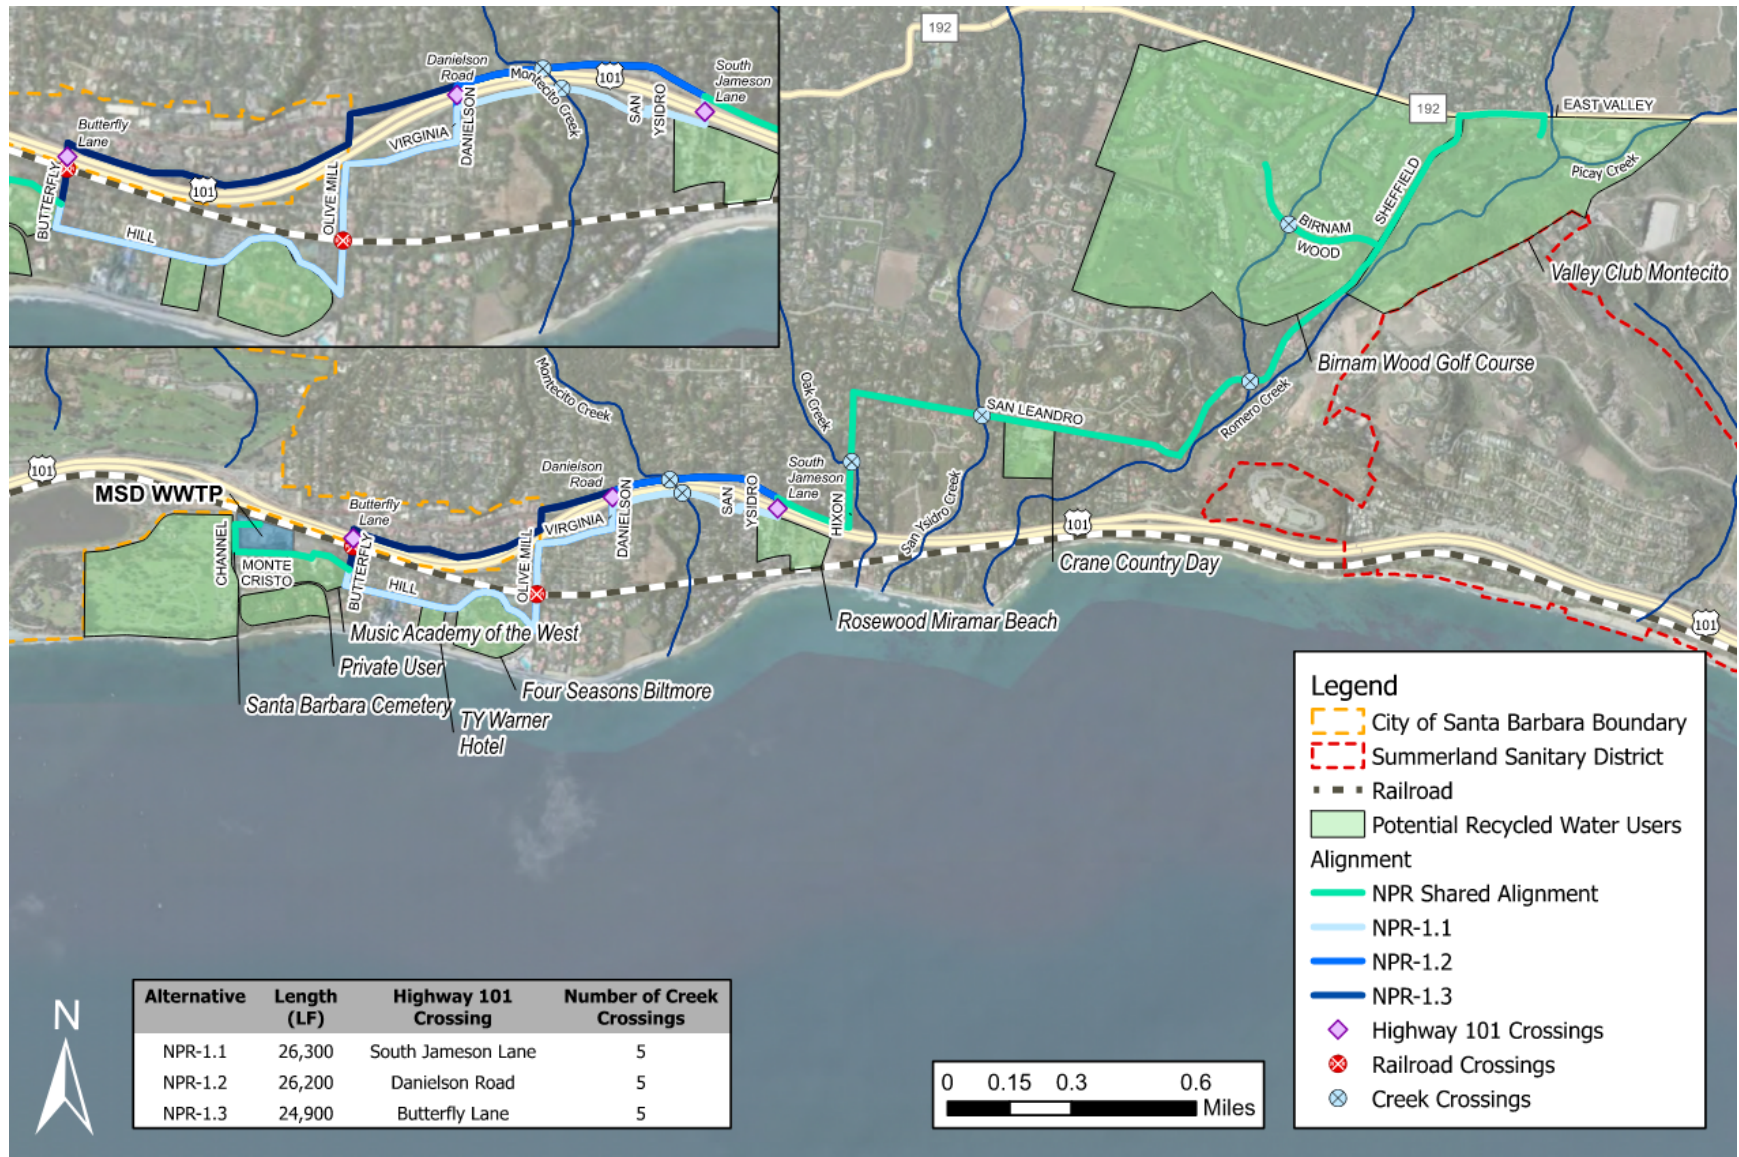 192
Danielson
Road
101
South
Jameson
Lane
Montecito Creek
SAN
YSIDRO
DANIELSON
VIRGINIA
Butterfly
Lane
BUTTERFLY
101
OLIVE MILL
HILL
192
EAST VALLEY
Picay Creek
SHEFFIELD
BIRNAM
WOOD
Valley Club Montecito
Birnam Wood Golf Course
Romero Creek
Montecito Creek
Oak Creek
SAN LEANDRO
101
MSD WWTP
Danielson
Road
South
Jameson
Lane
Butterfly
Lane
CHANNEL
MONTE
CRISTO
BUTTERFLY
HILL
OLIVE MILL
VIRGINIA
DANIELSON
SAN
YSIDRO
HIXON
San Ysidro Creek
101
Crane Country Day
Rosewood Miramar Beach
101
Music Academy of the West
Private User
Santa Barbara Cemetery
Four Seasons Biltmore
TY Warner
Hotel
Legend
City of Santa Barbara Boundary
Summerland Sanitary District
Railroad
Potential Recycled Water Users
Alignment
NPR Shared Alignment
NPR-1.1
NPR-1.2
NPR-1.3
Highway 101 Crossings
Railroad Crossings
Creek Crossings
N
Alternative Length (LF) Highway 101 Crossing Number of Creek Crossings
NPR-1.1 26,300 South Jameson Lane 5
NPR-1.2 26,200 Danielson Road 5
NPR-1.3 24,900 Butterfly Lane 5
0 0.15 0.3 0.6
Miles